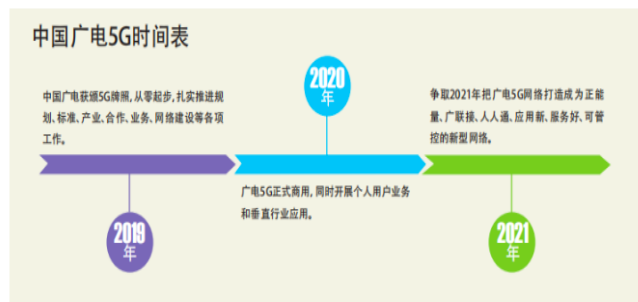 中国广电5G时间表
中国广电获颁5G牌照,从零起步,扎实推进规
划、标准、产业、合作、业务、网络建设等各项
工作。
2019
年
2020
年
广电5G正式商用,同时开展个人用户业务
和垂直行业应用。
争取2021年把广电5G网络打造成为正能
量、广联接、人人通、应用新、服务好、可管
控的新型网络。
2021
年